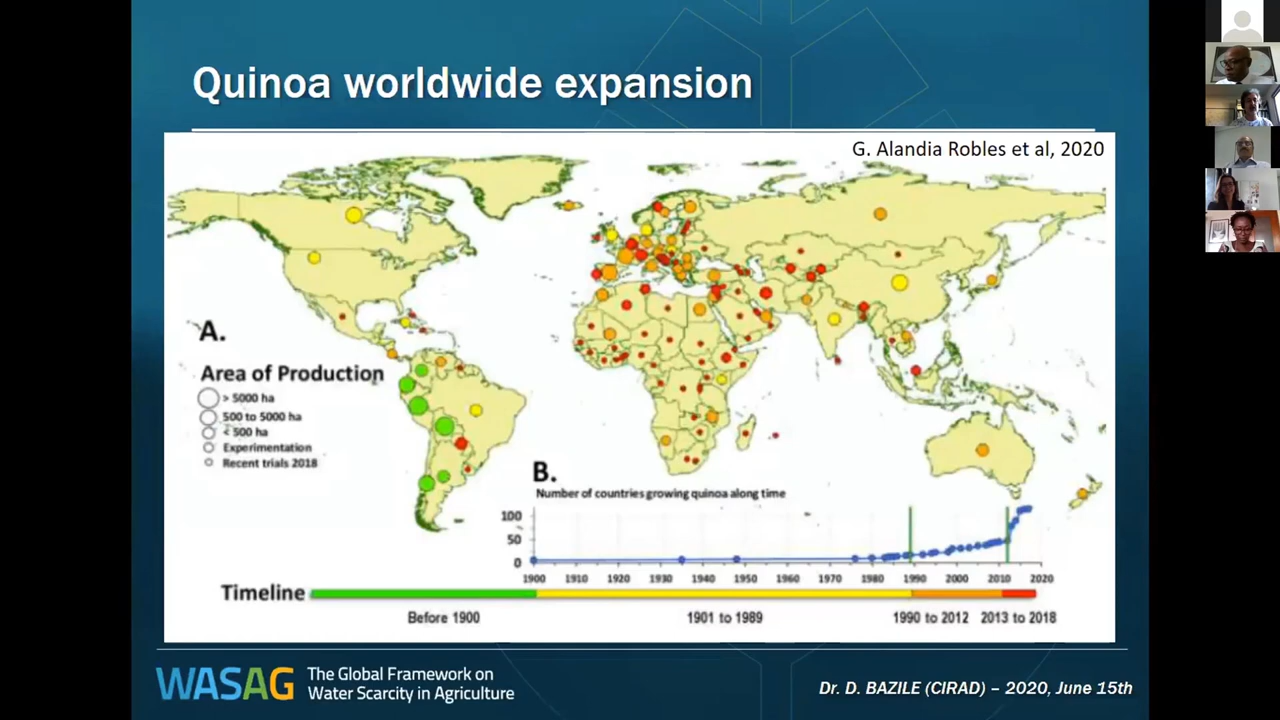 Quinoa worldwide expansion
G. Alandia Robles et al, 2020
A.
Area of Production
> 5000 ha
500 to 5000 ha
< 500 ha
Experimentation
Recent trials 2018
B.
Number of countries growing quinoa along time
100
50
0
1900 1910 1920 1930 1940 1950 1960 1970 1980 1990 2000 2010 2020
Timeline
Before 1900 1901 to 1989 1990 to 2012 2013 to 2018
WASAG
The Global Framework on
Water Scarcity in Agriculture
Dr. D. BAZILE (CIRAD) – 2020, June 15th